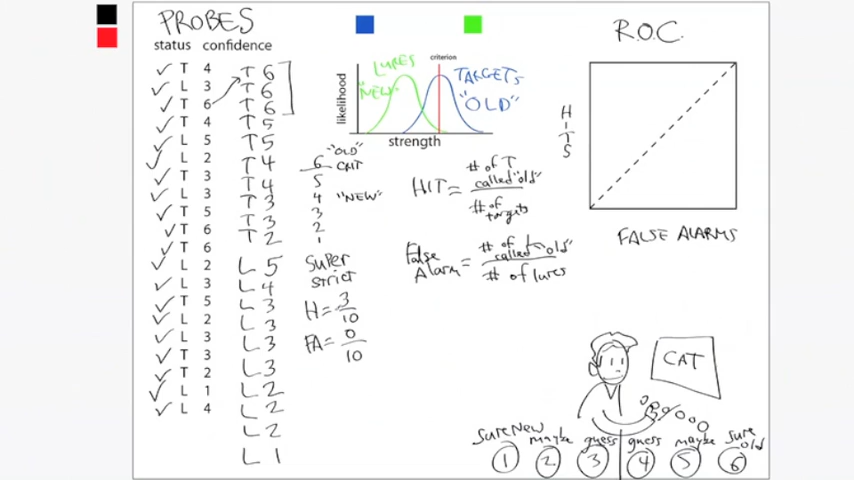 PROBES
status confidence
T 4
L 3
T 6
T 4
L 5
L 2
T 3
L 3
T 5
T 6
T 6
L 2
L 3
T 5
L 2
L 3
T 3
T 2
L 1
L 4
T 6
T 6
T 6
T 5
T 5
T 4
T 4
T 3
T 3
T 2
L 5
L 4
L 3
L 3
L 3
L 3
L 2
L 2
L 2
L 1
criterion
LURES
"NEW"
TARGETS
"OLD"
likelihood
strength
"OLD"
6 CRIT
5
4 "NEW"
3
2
1
SUPER
STRICT
H = 3/10
FA = 0/10
HIT = # of T called "old" / # of targets
False Alarm = # of L called "old" / # of lures
R.O.C.
HITS
FALSE ALARMS
CAT
sure New maybe guess guess maybe sure old
1 2 3 4 5 6